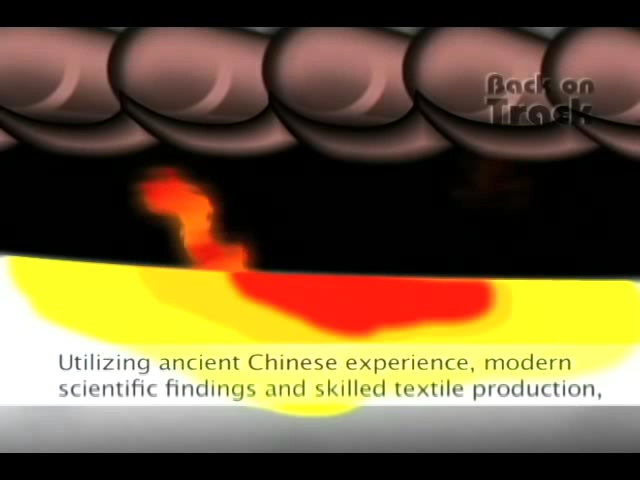 Back on
Track
Utilizing ancient Chinese experience, modern
scientific findings and skilled textile production,